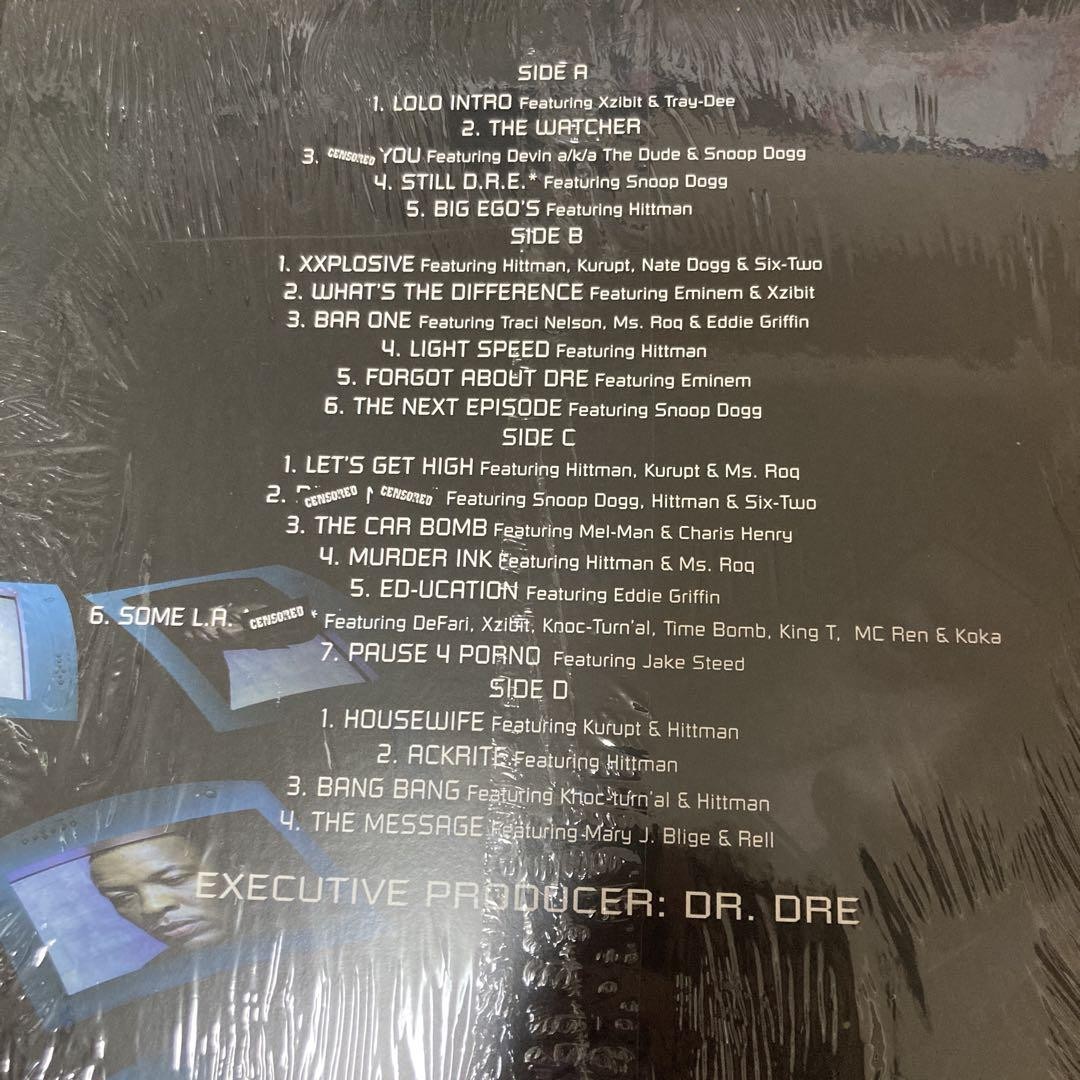 SIDE A
1. LOLO INTRO Featuring Xzibit & Tray-Dee
2. THE WATCHER
3. CENSORED YOU Featuring Devin a/k/a The Dude & Snoop Dogg
4. STILL D.R.E.* Featuring Snoop Dogg
5. BIG EGO'S Featuring Hittman
SIDE B
1. XXPLOSIVE Featuring Hittman, Kurupt, Nate Dogg & Six-Two
2. WHAT'S THE DIFFERENCE Featuring Eminem & Xzibit
3. BAR ONE Featuring Traci Nelson, Ms. Roq & Eddie Griffin
4. LIGHT SPEED Featuring Hittman
5. FORGOT ABOUT DRE Featuring Eminem
6. THE NEXT EPISODE Featuring Snoop Dogg
SIDE C
1. LET'S GET HIGH Featuring Hittman, Kurupt & Ms. Roq
2. CENSORED CENSORED Featuring Snoop Dogg, Hittman & Six-Two
3. THE CAR BOMB Featuring Mel-Man & Charis Henry
4. MURDER INK Featuring Hittman & Ms. Roq
5. ED-UCATION Featuring Eddie Griffin
6. SOME L.A. CENSORED * Featuring DeFari, Xzibit, Knoc-Turn'al, Time Bomb, King T, MC Ren & Koka
7. PAUSE 4 PORNO Featuring Jake Steed
SIDE D
1. HOUSEWIFE Featuring Kurupt & Hittman
2. ACKRITE Featuring Hittman
3. BANG BANG Featuring Knoc-turn'al & Hittman
4. THE MESSAGE Featuring Mary J. Blige & Rell
EXECUTIVE PRODUCER: DR. DRE